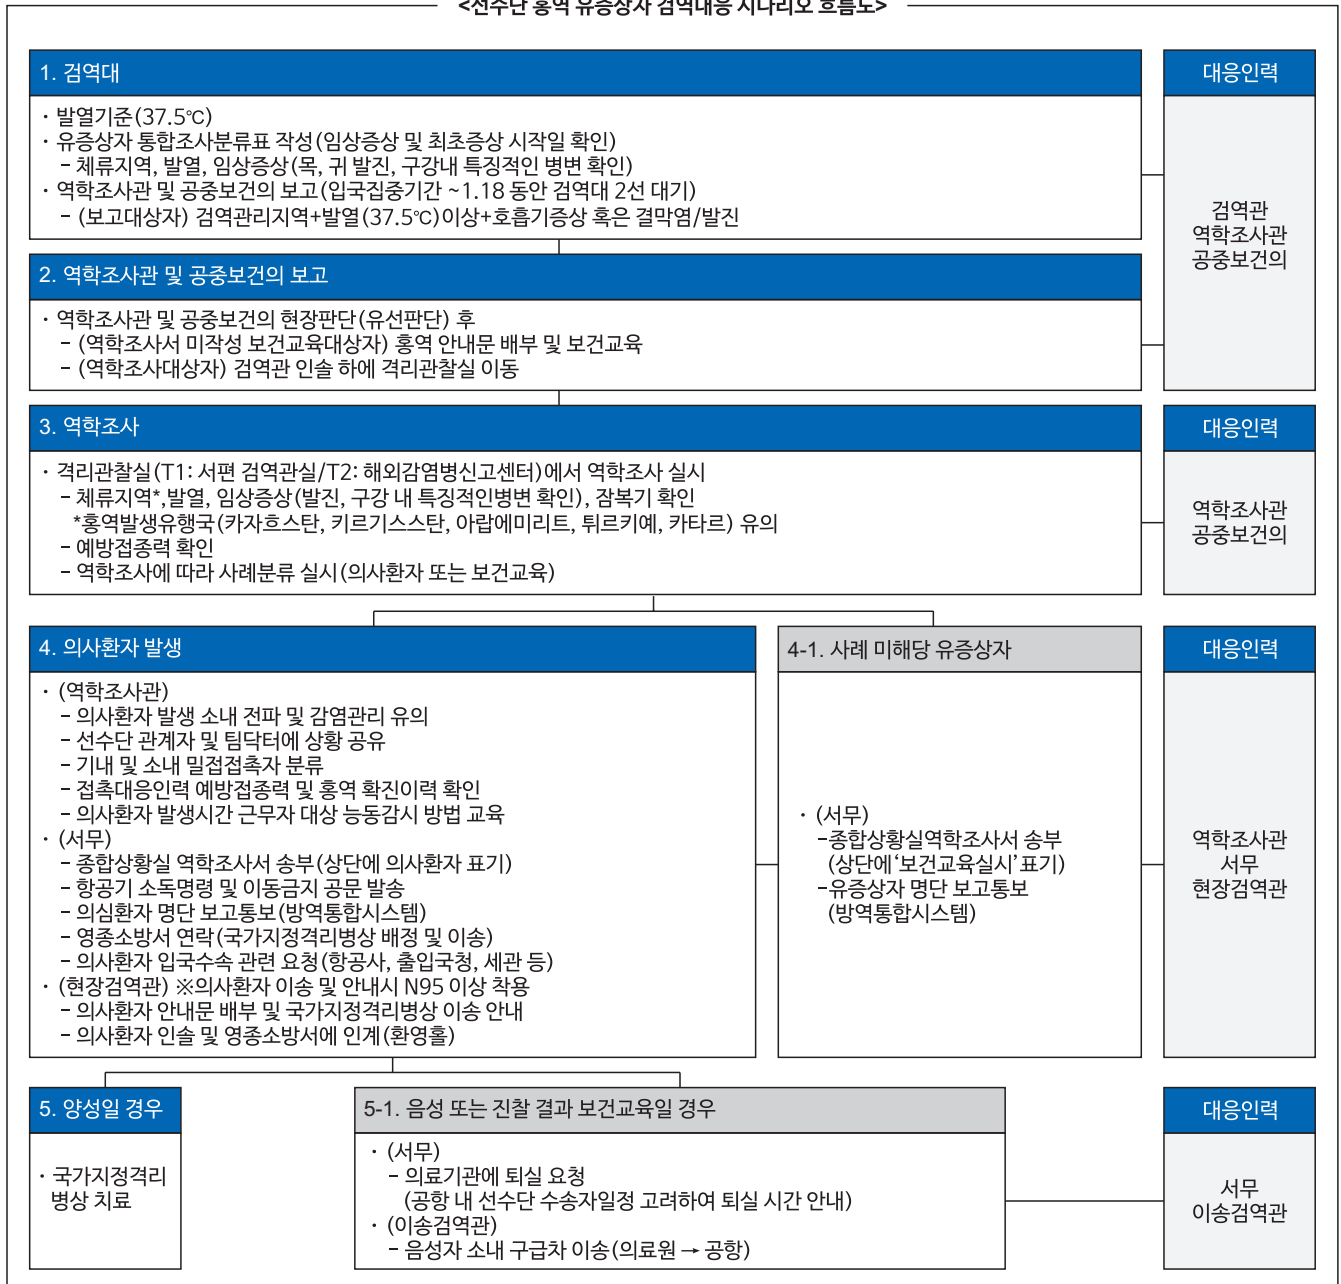 <선수단 홍역 유증상자 검역대응 시나리오 흐름도>
1. 검역대
· 발열기준(37.5℃)
· 유증상자 통합조사분류표 작성(임상증상 및 최초증상 시작일 확인)
– 체류지역, 발열, 임상증상(목, 귀 발진, 구강내 특징적인 병변 확인)
· 역학조사관 및 공중보건의 보고(입국집중기간 ~1.18 동안 검역대 2선 대기)
– (보고대상자) 검역관리지역+발열(37.5℃)이상+호흡기증상 혹은 결막염/발진
2. 역학조사관 및 공중보건의 보고
· 역학조사관 및 공중보건의 현장판단(유선판단) 후
– (역학조사서 미작성 보건교육대상자) 홍역 안내문 배부 및 보건교육
– (역학조사대상자) 검역관 인솔 하에 격리관찰실 이동
대응인력
검역관
역학조사관
공중보건의
3. 역학조사
· 격리관찰실(T1: 서편 검역관실/T2: 해외감염병신고센터)에서 역학조사 실시
– 체류지역*,발열, 임상증상(발진, 구강 내 특징적인병변 확인), 잠복기 확인
*홍역발생유행국(카자흐스탄, 키르기스스탄, 아랍에미리트, 튀르키예, 카타르) 유의
– 예방접종력 확인
– 역학조사에 따라 사례분류 실시(의사환자 또는 보건교육)
대응인력
역학조사관
공중보건의
4. 의사환자 발생
· (역학조사관)
– 의사환자 발생 소내 전파 및 감염관리 유의
– 선수단 관계자 및 팀닥터에 상황 공유
– 기내 및 소내 밀접접촉자 분류
– 접촉대응인력 예방접종력 및 홍역 확진이력 확인
– 의사환자 발생시간 근무자 대상 능동감시 방법 교육
· (서무)
– 종합상황실 역학조사서 송부(상단에 의사환자 표기)
– 항공기 소독명령 및 이동금지 공문 발송
– 의심환자 명단 보고통보(방역통합시스템)
– 영종소방서 연락(국가지정격리병상 배정 및 이송)
– 의사환자 입국수속 관련 요청(항공사, 출입국청, 세관 등)
· (현장검역관) ※의사환자 이송 및 안내시 N95 이상 착용
– 의사환자 안내문 배부 및 국가지정격리병상 이송 안내
– 의사환자 인솔 및 영종소방서에 인계(환영홀)
4-1. 사례 미해당 유증상자
· (서무)
–종합상황실역학조사서 송부
(상단에‘보건교육실시’표기)
–유증상자 명단 보고통보
(방역통합시스템)
대응인력
역학조사관
서무
현장검역관
5. 양성일 경우
· 국가지정격리
병상 치료
5-1. 음성 또는 진찰 결과 보건교육일 경우
· (서무)
– 의료기관에 퇴실 요청
(공항 내 선수단 수송자일정 고려하여 퇴실 시간 안내)
· (이송검역관)
– 음성자 소내 구급차 이송(의료원 → 공항)
대응인력
서무
이송검역관